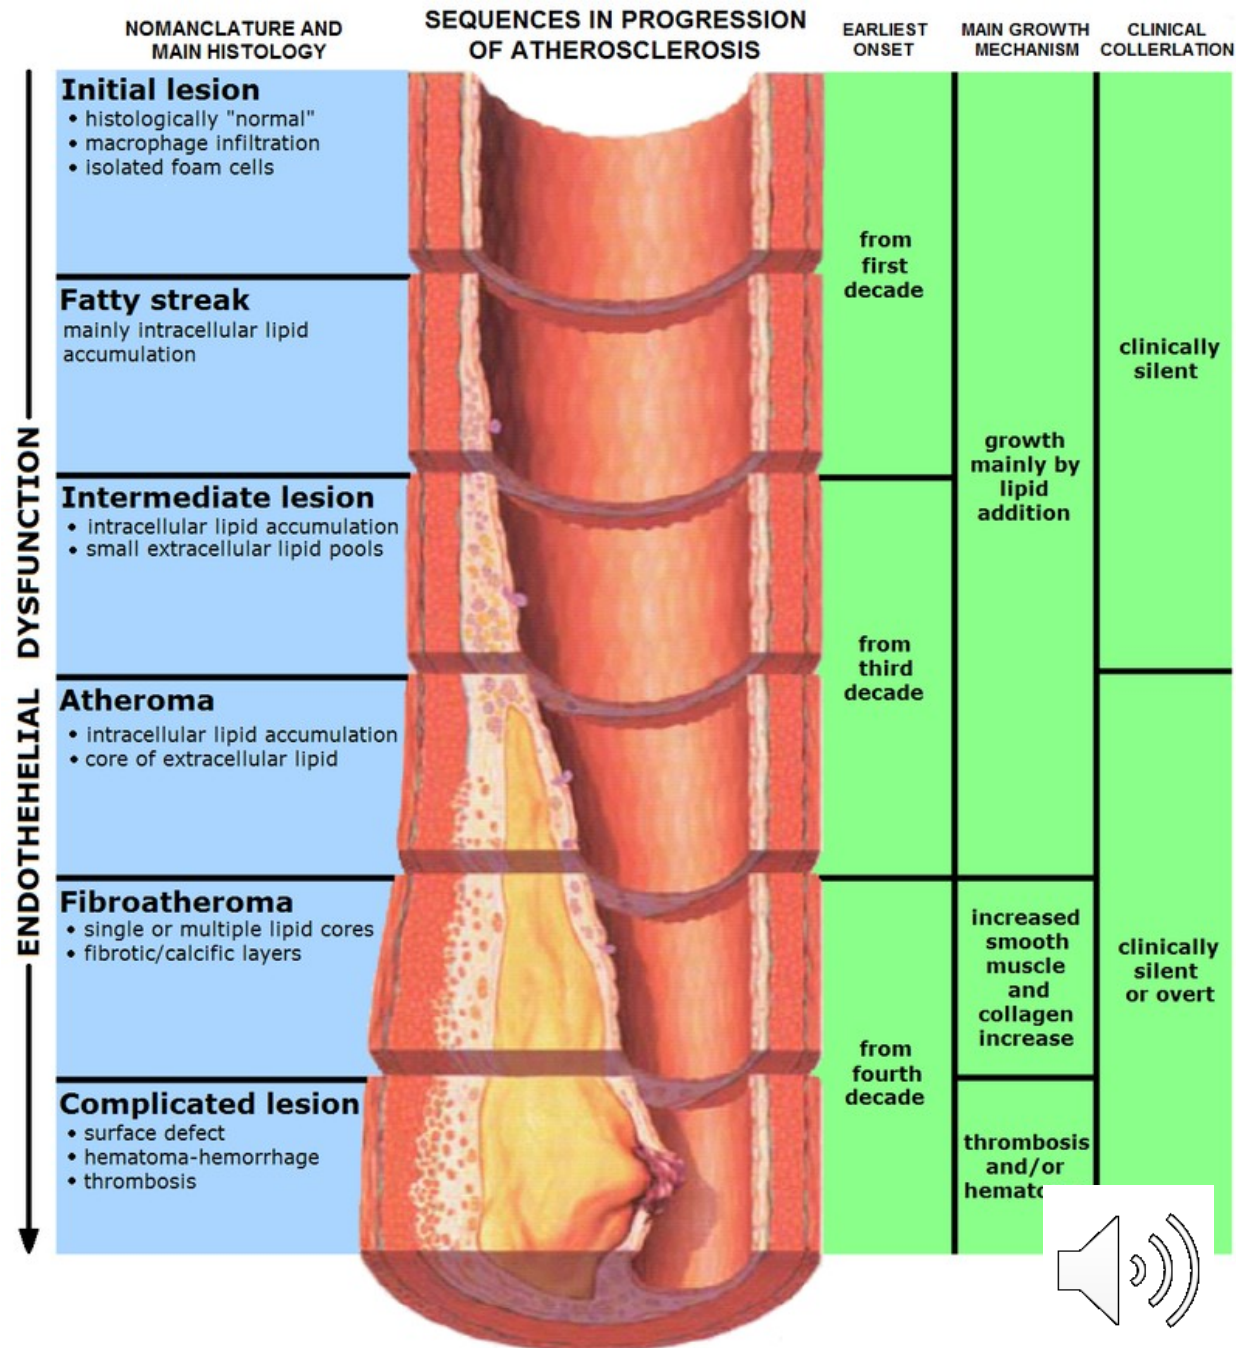 NOMANCLATURE AND
MAIN HISTOLOGY
SEQUENCES IN PROGRESSION
OF ATHEROSCLEROSIS
EARLIEST
ONSET
MAIN GROWTH
MECHANISM
CLINICAL
COLLERLATION
ENDOTHEHELIAL DYSFUNCTION
Initial lesion
• histologically "normal"
• macrophage infiltration
• isolated foam cells
Fatty streak
mainly intracellular lipid
accumulation
Intermediate lesion
• intracellular lipid accumulation
• small extracellular lipid pools
Atheroma
• intracellular lipid accumulation
• core of extracellular lipid
Fibroatheroma
• single or multiple lipid cores
• fibrotic/calcific layers
Complicated lesion
• surface defect
• hematoma-hemorrhage
• thrombosis
from
first
decade
from
third
decade
from
fourth
decade
growth
mainly by
lipid
addition
increased
smooth
muscle
and
collagen
increase
thrombosis
and/or
clinically
silent
clinically
silent
or overt